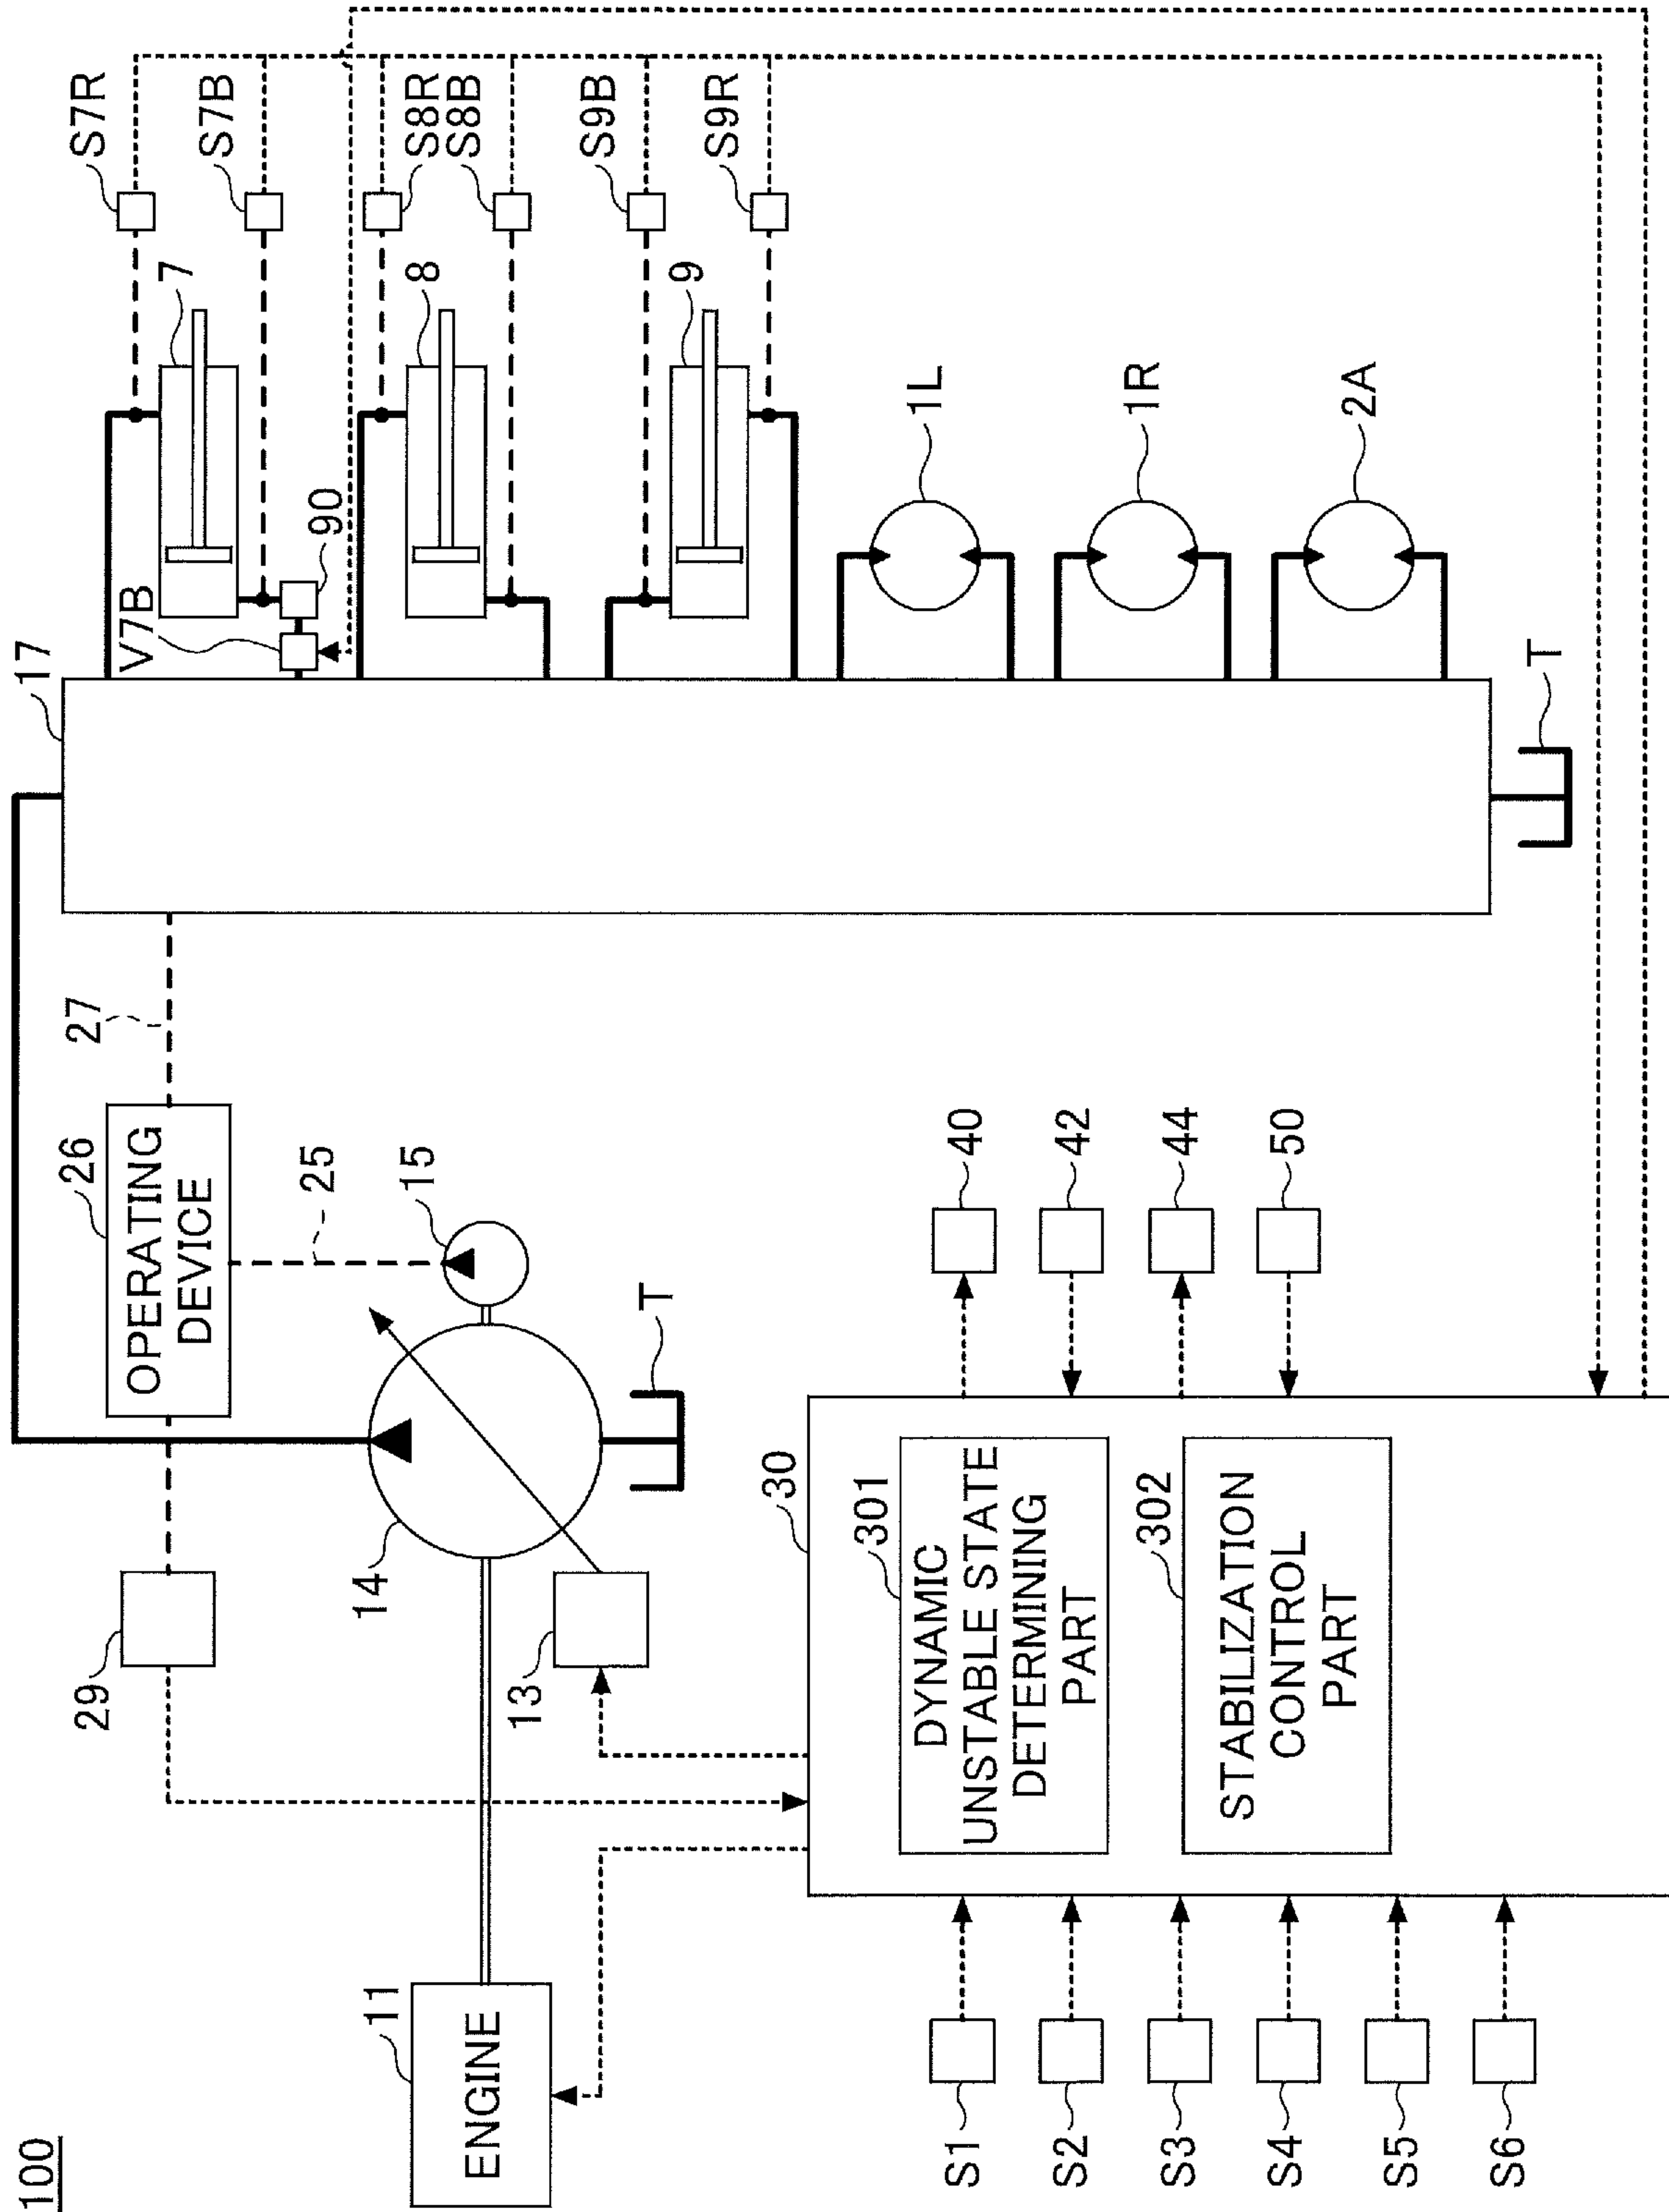 100
11
ENGINE
29
13
14
T
15
25
26
OPERATING
DEVICE
27
17
V7B
90
7
8
9
S7R
S7B
S8R
S8B
S9B
S9R
1L
1R
2A
T
30
301
DYNAMIC
UNSTABLE STATE
DETERMINING
PART
302
STABILIZATION
CONTROL
PART
S1
S2
S3
S4
S5
S6
40
42
44
50